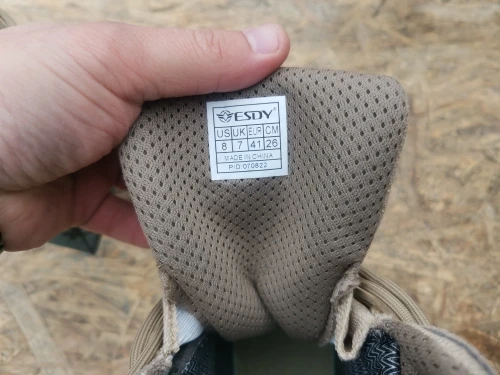 ESDY
US UK EUR CM
8 7 41 26
MADE IN CHINA
P/D: 070822